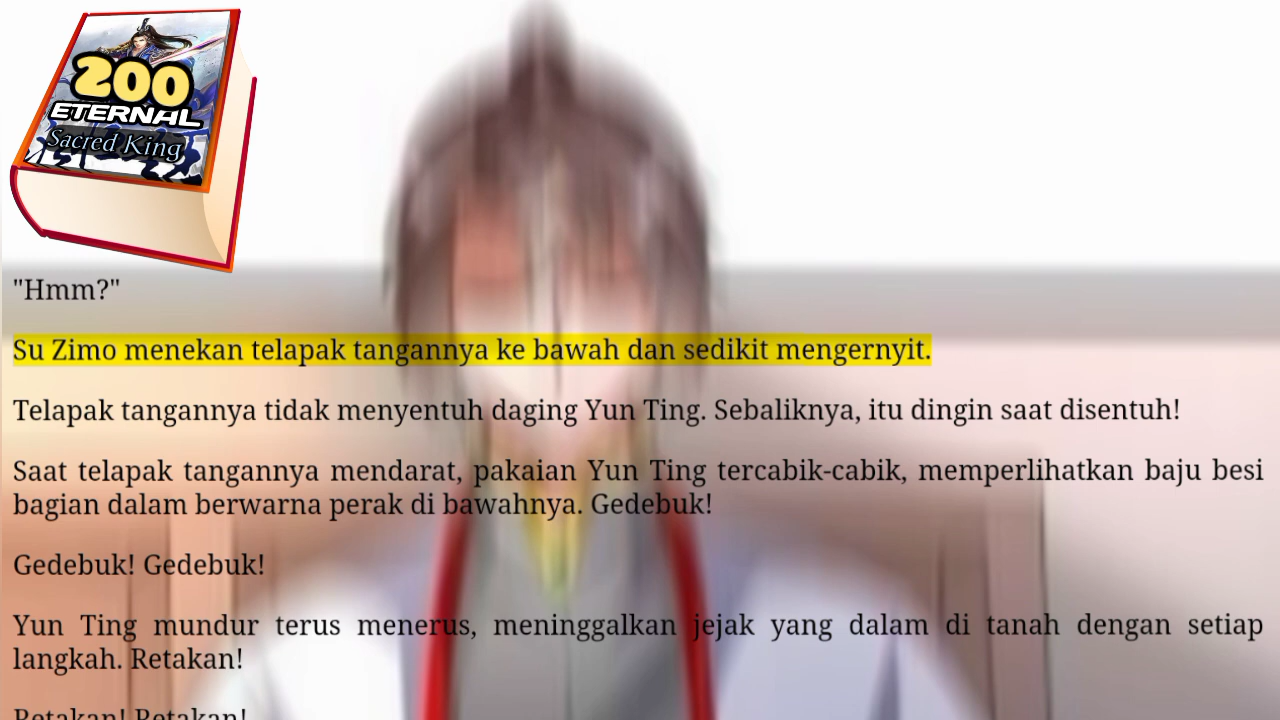 200
ETERNAL
Sacred King
"Hmm?"
Su Zimo menekan telapak tangannya ke bawah dan sedikit mengernyit.
Telapak tangannya tidak menyentuh daging Yun Ting. Sebaliknya, itu dingin saat disentuh!
Saat telapak tangannya mendarat, pakaian Yun Ting tercabik-cabik, memperlihatkan baju besi
bagian dalam berwarna perak di bawahnya. Gedebuk!
Gedebuk! Gedebuk!
Yun Ting mundur terus menerus, meninggalkan jejak yang dalam di tanah dengan setiap
langkah. Retakan!
Retakan! Retakan!